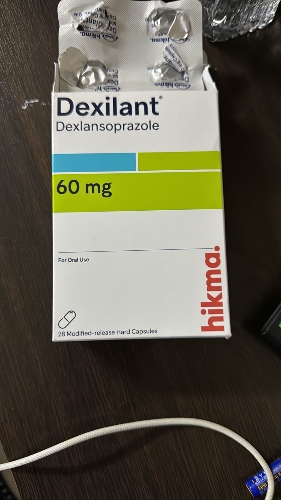 Dexilant®
Dexlansoprazole
60 mg
For Oral Use
28 Modified-release Hard Capsules
hikma.